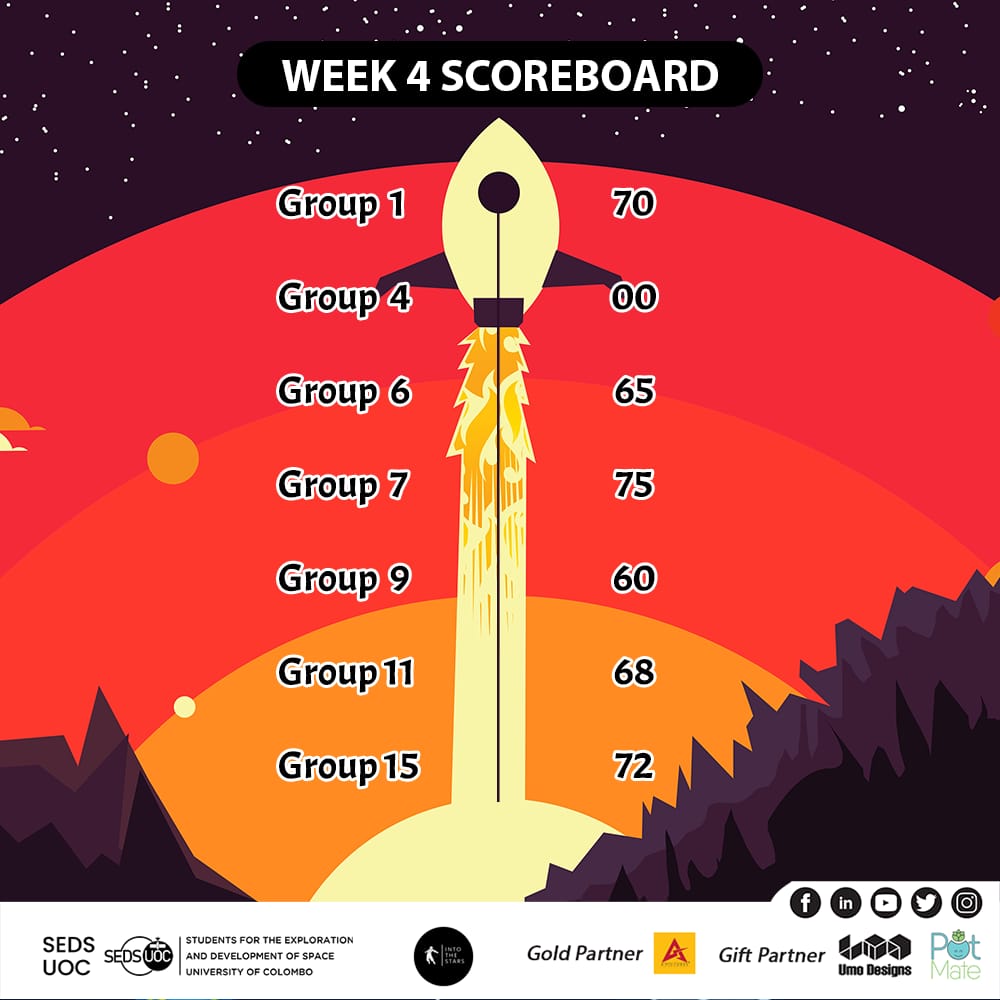 WEEK 4 SCOREBOARD
Group 1 70
Group 4 00
Group 6 65
Group 7 75
Group 9 60
Group 11 68
Group 15 72
SEDS
UOC
SEDS UOC
STUDENTS FOR THE EXPLORATION
AND DEVELOPMENT OF SPACE
UNIVERSITY OF COLOMBO
INTO
THE
STARS
Gold Partner
Gift Partner
Umo Designs
Pot
Mate